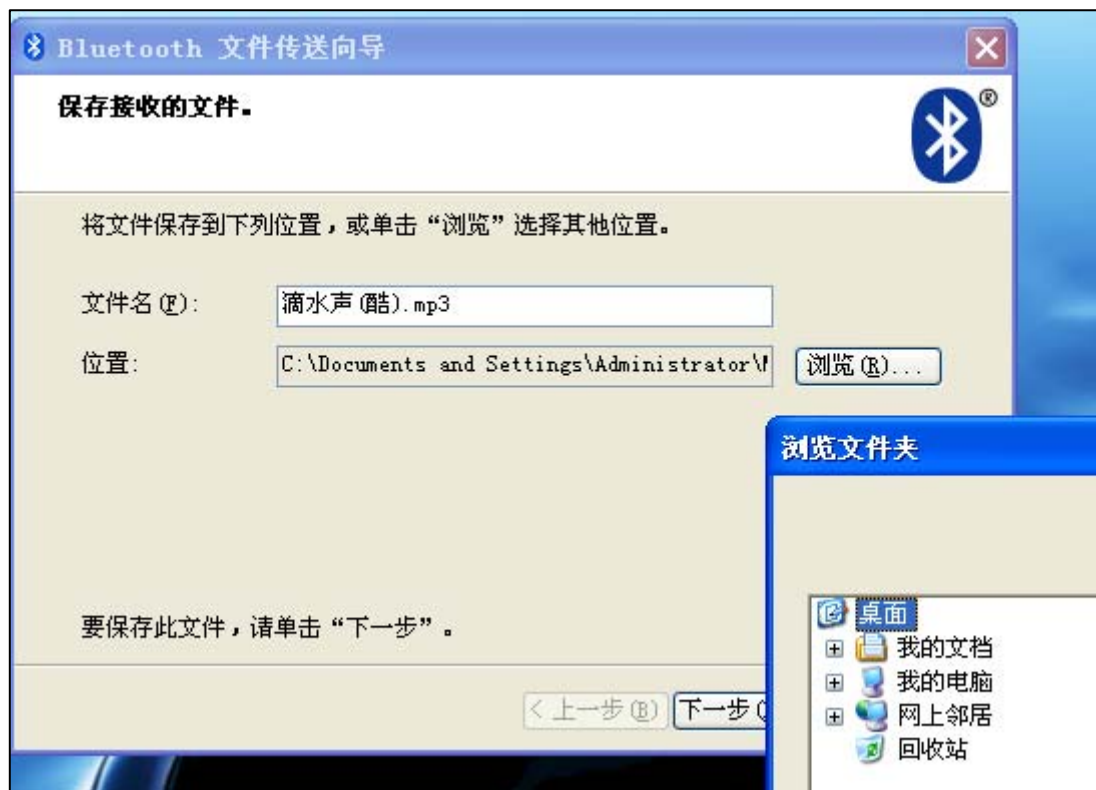 Bluetooth 文件传送向导
保存接收的文件。
®
将文件保存到下列位置，或单击“浏览”选择其他位置。
文件名(F): 滴水声(酷).mp3
位置: C:\Documents and Settings\Administrator\ 浏览(R)...
要保存此文件，请单击“下一步”。
< 上一步(B) 下一步
浏览文件夹
桌面
我的文档
我的电脑
网上邻居
回收站